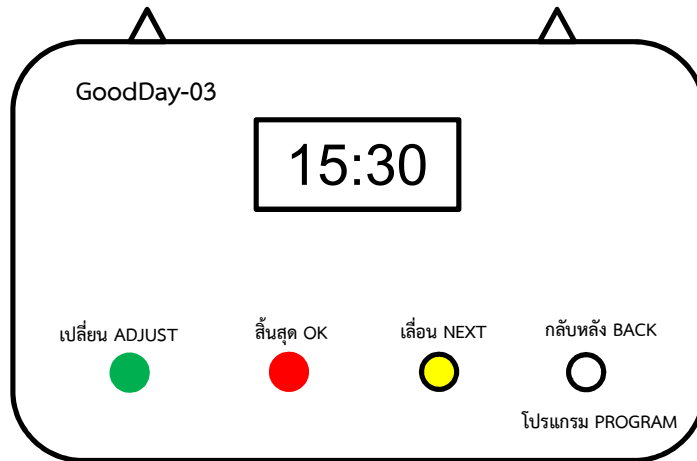 GoodDay-03
15:30
เปลี่ยน ADJUST
สิ้นสุด OK
เลื่อน NEXT
กลับหลัง BACK
โปรแกรม PROGRAM